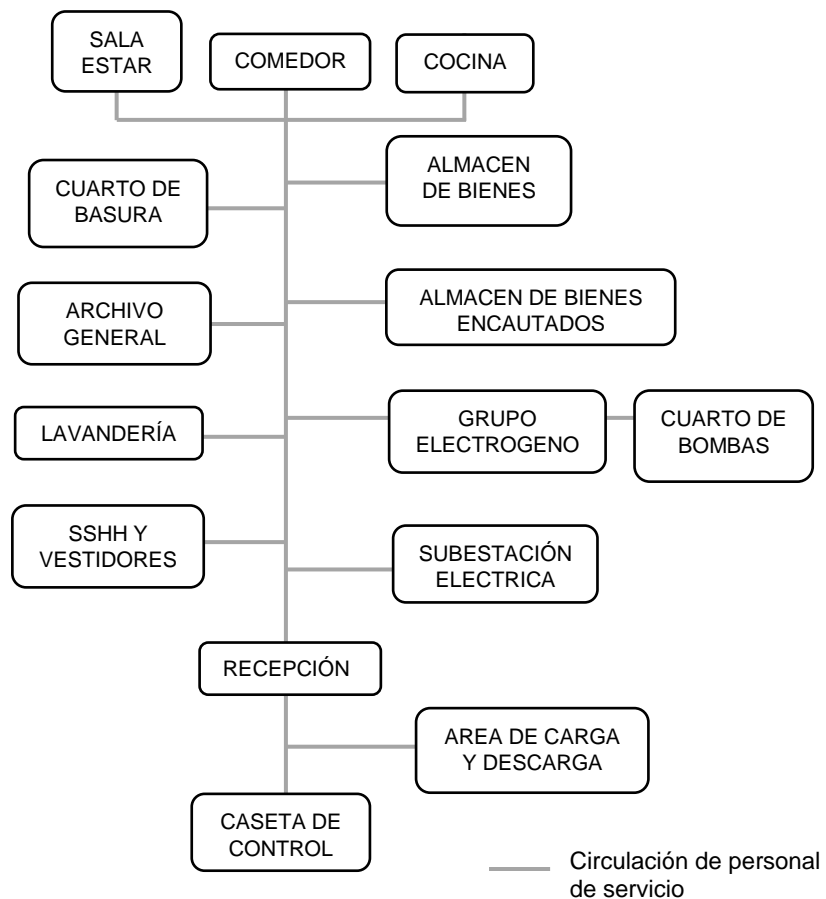 SALA
ESTAR
COMEDOR
COCINA
ALMACEN
DE BIENES
CUARTO DE
BASURA
ALMACEN DE BIENES
ENCAUTADOS
ARCHIVO
GENERAL
GRUPO
ELECTROGENO
CUARTO DE
BOMBAS
LAVANDERÍA
SSHH Y
VESTIDORES
SUBESTACIÓN
ELECTRICA
RECEPCIÓN
AREA DE CARGA
Y DESCARGA
CASETA DE
CONTROL
Circulación de personal
de servicio